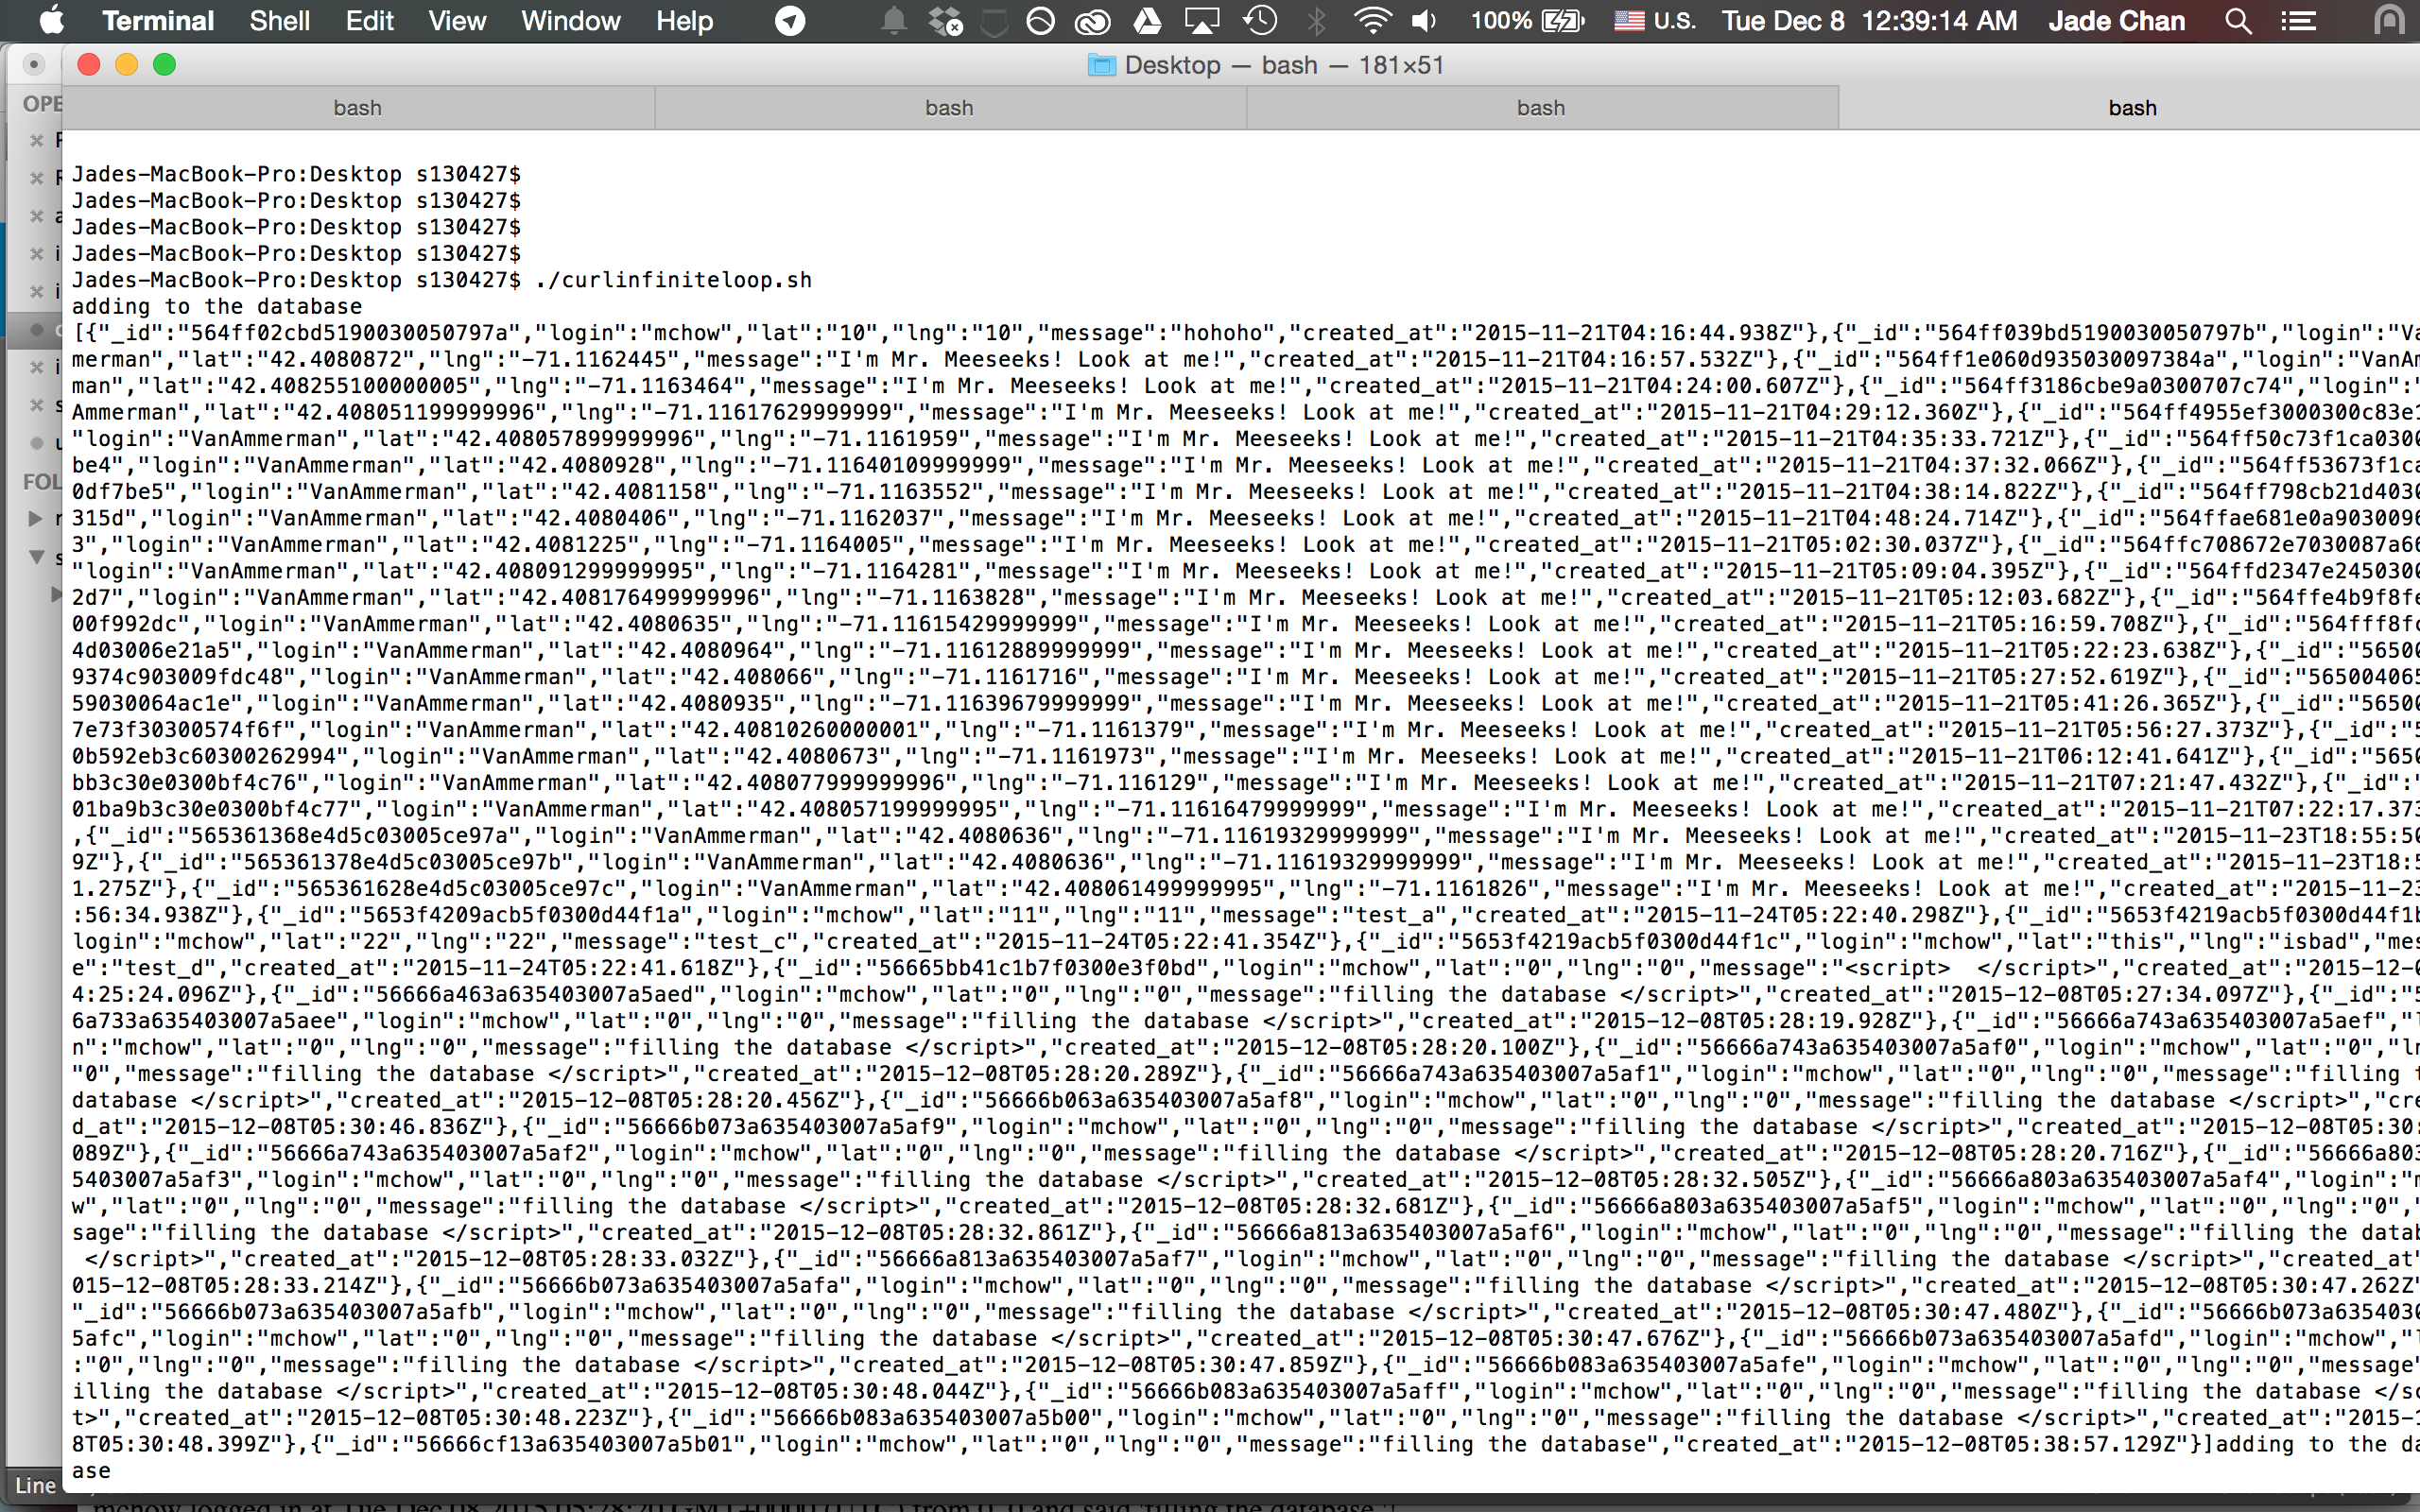 Terminal Shell Edit View Window Help 100% U.S. Tue Dec 8 12:39:14 AM Jade Chan
Desktop — bash — 181×51
OPE bash bash bash bash
Jades-MacBook-Pro:Desktop s130427$
Jades-MacBook-Pro:Desktop s130427$
Jades-MacBook-Pro:Desktop s130427$
Jades-MacBook-Pro:Desktop s130427$
Jades-MacBook-Pro:Desktop s130427$ ./curlinfiniteloop.sh
adding to the database
[{"_id":"564ff02cbd5190030050797a","login":"mchow","lat":"10","lng":"10","message":"hohoho","created_at":"2015-11-21T04:16:44.938Z"},{"_id":"564ff039bd5190030050797b","login":"Va
merman","lat":"42.4080872","lng":"-71.1162445","message":"I'm Mr. Meeseeks! Look at me!","created_at":"2015-11-21T04:16:57.532Z"},{"_id":"564ff1e060d935030097384a","login":"VanAm
man","lat":"42.408255100000005","lng":"-71.1163464","message":"I'm Mr. Meeseeks! Look at me!","created_at":"2015-11-21T04:24:00.607Z"},{"_id":"564ff3186cbe9a0300707c74","login":"
Ammerman","lat":"42.408051199999996","lng":"-71.11617629999999","message":"I'm Mr. Meeseeks! Look at me!","created_at":"2015-11-21T04:29:12.360Z"},{"_id":"564ff4955ef3000300c83e1
"login":"VanAmmerman","lat":"42.408057899999996","lng":"-71.1161959","message":"I'm Mr. Meeseeks! Look at me!","created_at":"2015-11-21T04:35:33.721Z"},{"_id":"564ff50c73f1ca0300
be4","login":"VanAmmerman","lat":"42.4080928","lng":"-71.11640109999999","message":"I'm Mr. Meeseeks! Look at me!","created_at":"2015-11-21T04:37:32.066Z"},{"_id":"564ff53673f1ca
0df7be5","login":"VanAmmerman","lat":"42.4081158","lng":"-71.1163552","message":"I'm Mr. Meeseeks! Look at me!","created_at":"2015-11-21T04:38:14.822Z"},{"_id":"564ff798cb21d4030
315d","login":"VanAmmerman","lat":"42.4080406","lng":"-71.1162037","message":"I'm Mr. Meeseeks! Look at me!","created_at":"2015-11-21T04:48:24.714Z"},{"_id":"564ffae681e0a9030096
3","login":"VanAmmerman","lat":"42.4081225","lng":"-71.1164005","message":"I'm Mr. Meeseeks! Look at me!","created_at":"2015-11-21T05:02:30.037Z"},{"_id":"564ffc708672e7030087a66
"login":"VanAmmerman","lat":"42.408091299999995","lng":"-71.1164281","message":"I'm Mr. Meeseeks! Look at me!","created_at":"2015-11-21T05:09:04.395Z"},{"_id":"564ffd2347e2450300
2d7","login":"VanAmmerman","lat":"42.408176499999996","lng":"-71.1163828","message":"I'm Mr. Meeseeks! Look at me!","created_at":"2015-11-21T05:12:03.682Z"},{"_id":"564ffe4b9f8fe
00f992dc","login":"VanAmmerman","lat":"42.4080635","lng":"-71.11615429999999","message":"I'm Mr. Meeseeks! Look at me!","created_at":"2015-11-21T05:16:59.708Z"},{"_id":"564fff8fc
4d03006e21a5","login":"VanAmmerman","lat":"42.4080964","lng":"-71.11612889999999","message":"I'm Mr. Meeseeks! Look at me!","created_at":"2015-11-21T05:22:23.638Z"},{"_id":"56500
9374c903009fdc48","login":"VanAmmerman","lat":"42.408066","lng":"-71.1161716","message":"I'm Mr. Meeseeks! Look at me!","created_at":"2015-11-21T05:27:52.619Z"},{"_id":"565004065
59030064ac1e","login":"VanAmmerman","lat":"42.4080935","lng":"-71.11639679999999","message":"I'm Mr. Meeseeks! Look at me!","created_at":"2015-11-21T05:41:26.365Z"},{"_id":"56500
7e73f30300574f6f","login":"VanAmmerman","lat":"42.40810260000001","lng":"-71.1161379","message":"I'm Mr. Meeseeks! Look at me!","created_at":"2015-11-21T05:56:27.373Z"},{"_id":"5
0b592eb3c60300262994","login":"VanAmmerman","lat":"42.4080673","lng":"-71.1161973","message":"I'm Mr. Meeseeks! Look at me!","created_at":"2015-11-21T06:12:41.641Z"},{"_id":"5650
bb3c30e0300bf4c76","login":"VanAmmerman","lat":"42.408077999999996","lng":"-71.116129","message":"I'm Mr. Meeseeks! Look at me!","created_at":"2015-11-21T07:21:47.432Z"},{"_id":"
01ba9b3c30e0300bf4c77","login":"VanAmmerman","lat":"42.408057199999995","lng":"-71.11616479999999","message":"I'm Mr. Meeseeks! Look at me!","created_at":"2015-11-21T07:22:17.373
,{"_id":"565361368e4d5c03005ce97a","login":"VanAmmerman","lat":"42.4080636","lng":"-71.11619329999999","message":"I'm Mr. Meeseeks! Look at me!","created_at":"2015-11-23T18:55:50
9Z"},{"_id":"565361378e4d5c03005ce97b","login":"VanAmmerman","lat":"42.4080636","lng":"-71.11619329999999","message":"I'm Mr. Meeseeks! Look at me!","created_at":"2015-11-23T18:5
1.275Z"},{"_id":"565361628e4d5c03005ce97c","login":"VanAmmerman","lat":"42.408061499999995","lng":"-71.1161826","message":"I'm Mr. Meeseeks! Look at me!","created_at":"2015-11-23
:56:34.938Z"},{"_id":"5653f4209acb5f0300d44f1a","login":"mchow","lat":"11","lng":"11","message":"test_a","created_at":"2015-11-24T05:22:40.298Z"},{"_id":"5653f4219acb5f0300d44f1b
login":"mchow","lat":"22","lng":"22","message":"test_c","created_at":"2015-11-24T05:22:41.354Z"},{"_id":"5653f4219acb5f0300d44f1c","login":"mchow","lat":"this","lng":"isbad","mes
e":"test_d","created_at":"2015-11-24T05:22:41.618Z"},{"_id":"56665bb41c1b7f0300e3f0bd","login":"mchow","lat":"0","lng":"0","message":"<script>  </script>","created_at":"2015-12-0
4:25:24.096Z"},{"_id":"56666a463a635403007a5aed","login":"mchow","lat":"0","lng":"0","message":"filling the database </script>","created_at":"2015-12-08T05:27:34.097Z"},{"_id":"5
6a733a635403007a5aee","login":"mchow","lat":"0","lng":"0","message":"filling the database </script>","created_at":"2015-12-08T05:28:19.928Z"},{"_id":"56666a743a635403007a5aef","l
n":"mchow","lat":"0","lng":"0","message":"filling the database </script>","created_at":"2015-12-08T05:28:20.100Z"},{"_id":"56666a743a635403007a5af0","login":"mchow","lat":"0","ln
"0","message":"filling the database </script>","created_at":"2015-12-08T05:28:20.289Z"},{"_id":"56666a743a635403007a5af1","login":"mchow","lat":"0","lng":"0","message":"filling t
database </script>","created_at":"2015-12-08T05:28:20.456Z"},{"_id":"56666b063a635403007a5af8","login":"mchow","lat":"0","lng":"0","message":"filling the database </script>","cre
d_at":"2015-12-08T05:30:46.836Z"},{"_id":"56666b073a635403007a5af9","login":"mchow","lat":"0","lng":"0","message":"filling the database </script>","created_at":"2015-12-08T05:30:
089Z"},{"_id":"56666a743a635403007a5af2","login":"mchow","lat":"0","lng":"0","message":"filling the database </script>","created_at":"2015-12-08T05:28:20.716Z"},{"_id":"56666a803
5403007a5af3","login":"mchow","lat":"0","lng":"0","message":"filling the database </script>","created_at":"2015-12-08T05:28:32.505Z"},{"_id":"56666a803a635403007a5af4","login":"m
w","lat":"0","lng":"0","message":"filling the database </script>","created_at":"2015-12-08T05:28:32.681Z"},{"_id":"56666a803a635403007a5af5","login":"mchow","lat":"0","lng":"0","
sage":"filling the database </script>","created_at":"2015-12-08T05:28:32.861Z"},{"_id":"56666a813a635403007a5af6","login":"mchow","lat":"0","lng":"0","message":"filling the datab
</script>","created_at":"2015-12-08T05:28:33.032Z"},{"_id":"56666a813a635403007a5af7","login":"mchow","lat":"0","lng":"0","message":"filling the database </script>","created_at"
015-12-08T05:28:33.214Z"},{"_id":"56666b073a635403007a5afa","login":"mchow","lat":"0","lng":"0","message":"filling the database </script>","created_at":"2015-12-08T05:30:47.262Z"
"_id":"56666b073a635403007a5afb","login":"mchow","lat":"0","lng":"0","message":"filling the database </script>","created_at":"2015-12-08T05:30:47.480Z"},{"_id":"56666b073a6354030
5afc","login":"mchow","lat":"0","lng":"0","message":"filling the database </script>","created_at":"2015-12-08T05:30:47.676Z"},{"_id":"56666b073a635403007a5afd","login":"mchow","l
:"0","lng":"0","message":"filling the database </script>","created_at":"2015-12-08T05:30:47.859Z"},{"_id":"56666b083a635403007a5afe","login":"mchow","lat":"0","lng":"0","message"
illing the database </script>","created_at":"2015-12-08T05:30:48.044Z"},{"_id":"56666b083a635403007a5aff","login":"mchow","lat":"0","lng":"0","message":"filling the database </sc
t>","created_at":"2015-12-08T05:30:48.223Z"},{"_id":"56666b083a635403007a5b00","login":"mchow","lat":"0","lng":"0","message":"filling the database </script>","created_at":"2015-1
8T05:30:48.399Z"},{"_id":"56666cf13a635403007a5b01","login":"mchow","lat":"0","lng":"0","message":"filling the database","created_at":"2015-12-08T05:38:57.129Z"}]adding to the da
ase
FOL
Line
mchow logged in at Tue Dec 08 2015 05:28:20 GMT+0000 (UTC) from 0, 0 and said 'filling the database '!